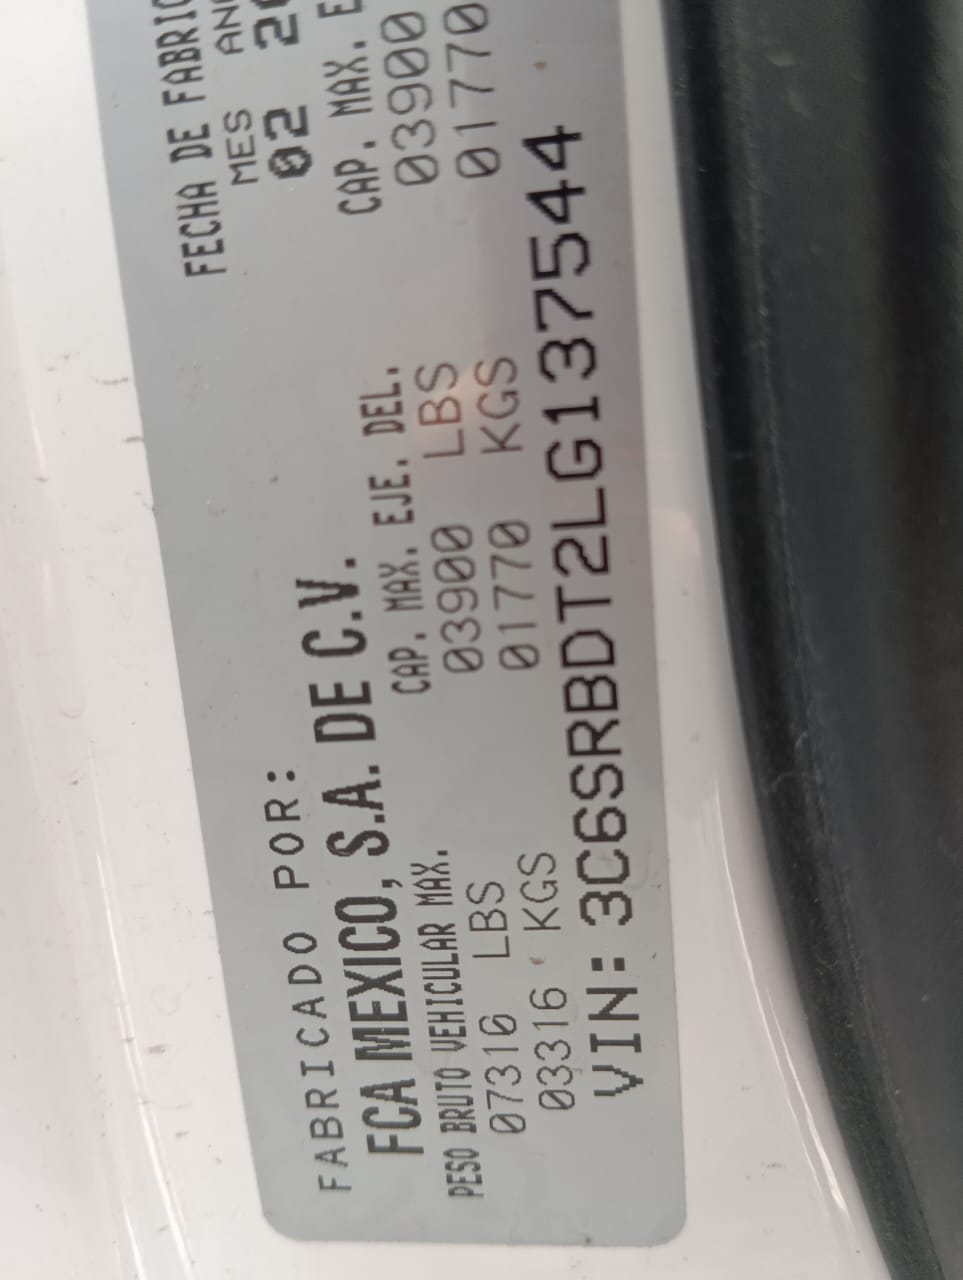 FABRICADO POR:
FECHA DE
FCA MEXICO, S.A. DE C.V.
MES
02
PESO BRUTO VEHICULAR MAX.
CAP. MAX. EJE. DEL.
CAP. MAX.
07310 LBS
03900 LBS
03900
03316 KGS
01770 KGS
01770
VIN: 3C6SRBDT2LG137544